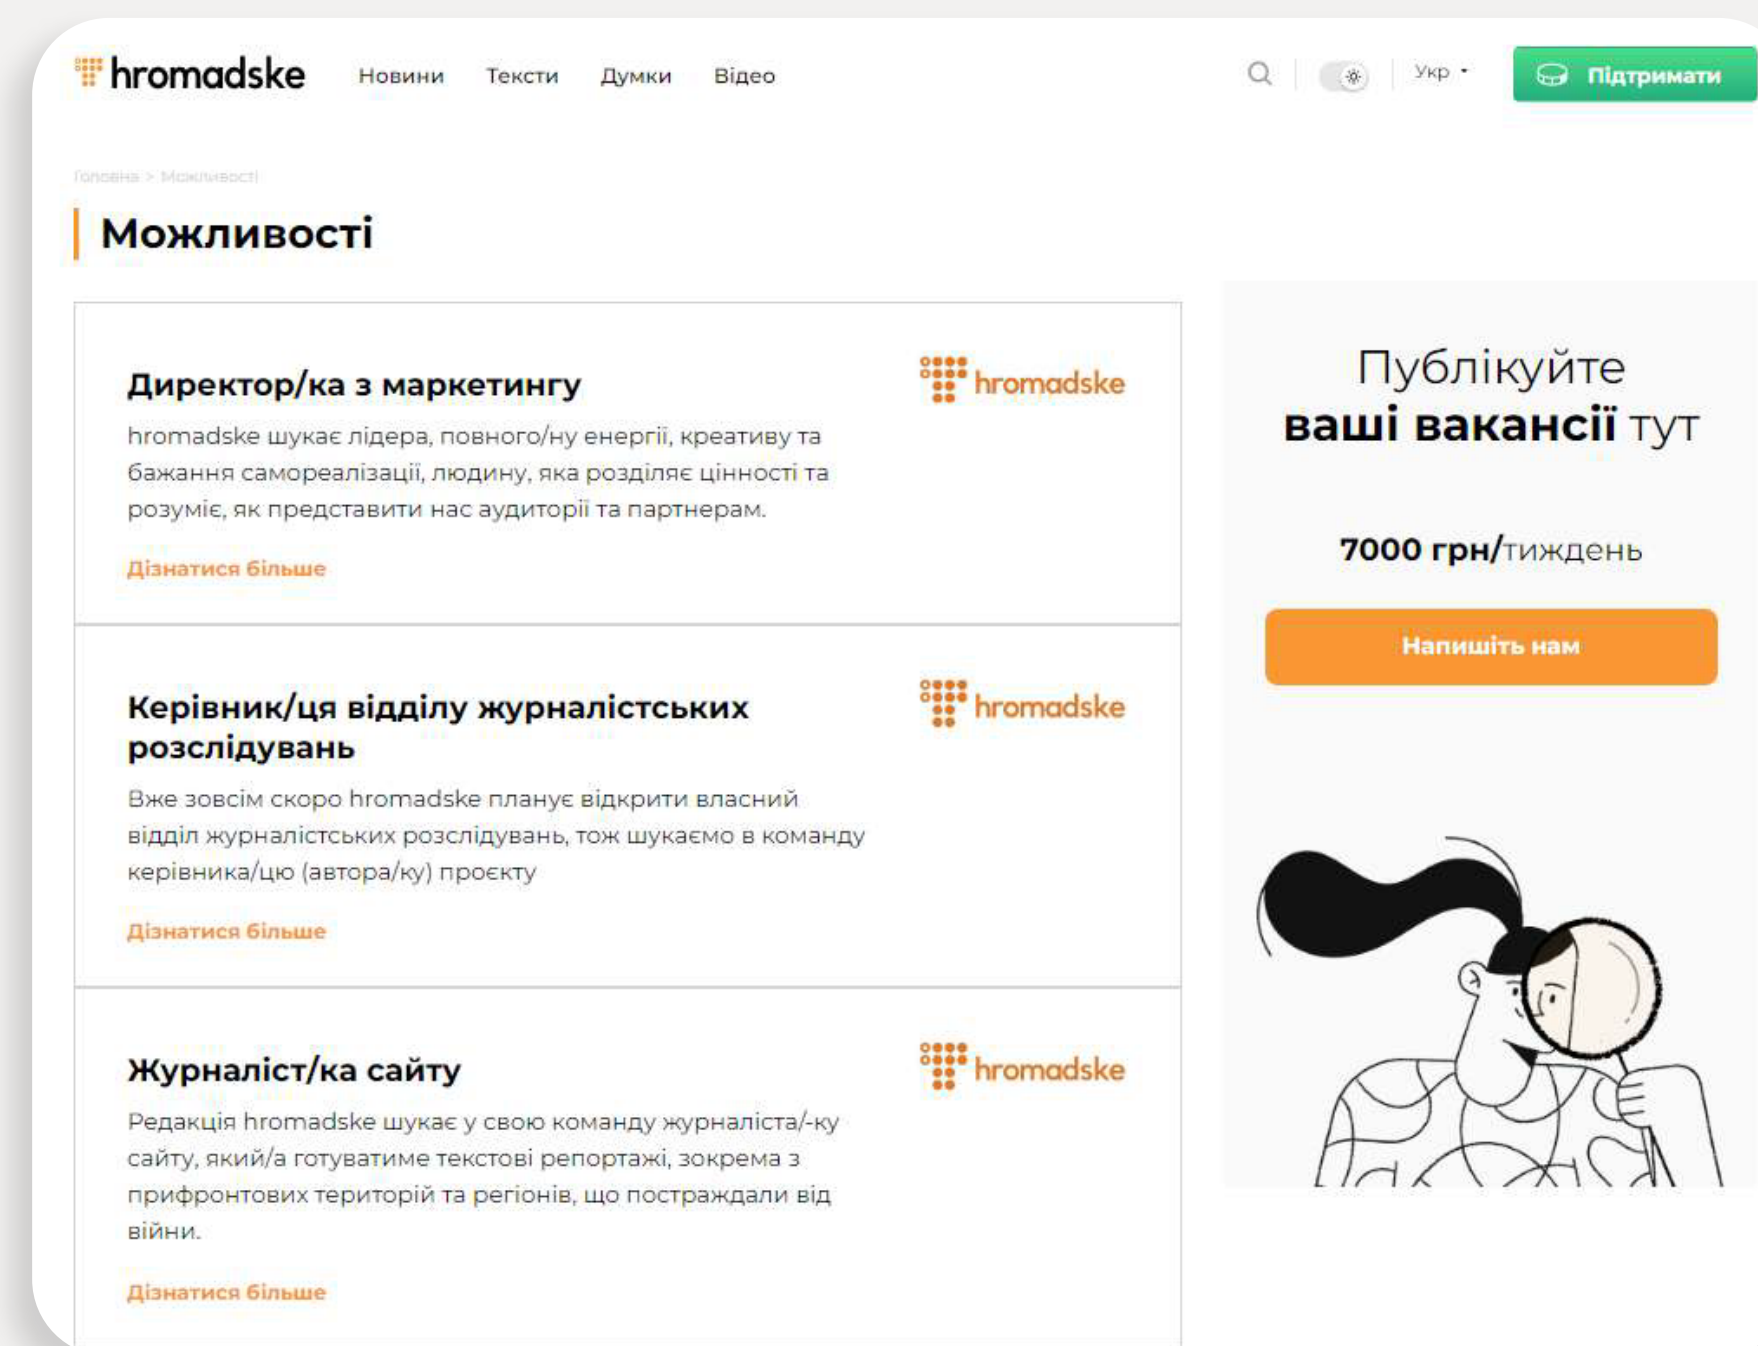 hromadske Новини Тексти Думки Відео Укр Підтримати
Головна > Можливості
Можливості
Директор/ка з маркетингу
hromadske
hromadske шукає лідера, повного/ну енергії, креативу та
бажання самореалізації, людину, яка розділяє цінності та
розуміє, як представити нас аудиторії та партнерам.
Дізнатися більше
Керівник/ця відділу журналістських
розслідувань
hromadske
Вже зовсім скоро hromadske планує відкрити власний
відділ журналістських розслідувань, тож шукаємо в команду
керівника/цю (автора/ку) проєкту
Дізнатися більше
Журналіст/ка сайту
hromadske
Редакція hromadske шукає у свою команду журналіста/-ку
сайту, який/а готуватиме текстові репортажі, зокрема з
прифронтових територій та регіонів, що постраждали від
війни.
Дізнатися більше
Публікуйте
ваші вакансії тут
7000 грн/тиждень
Напишіть нам